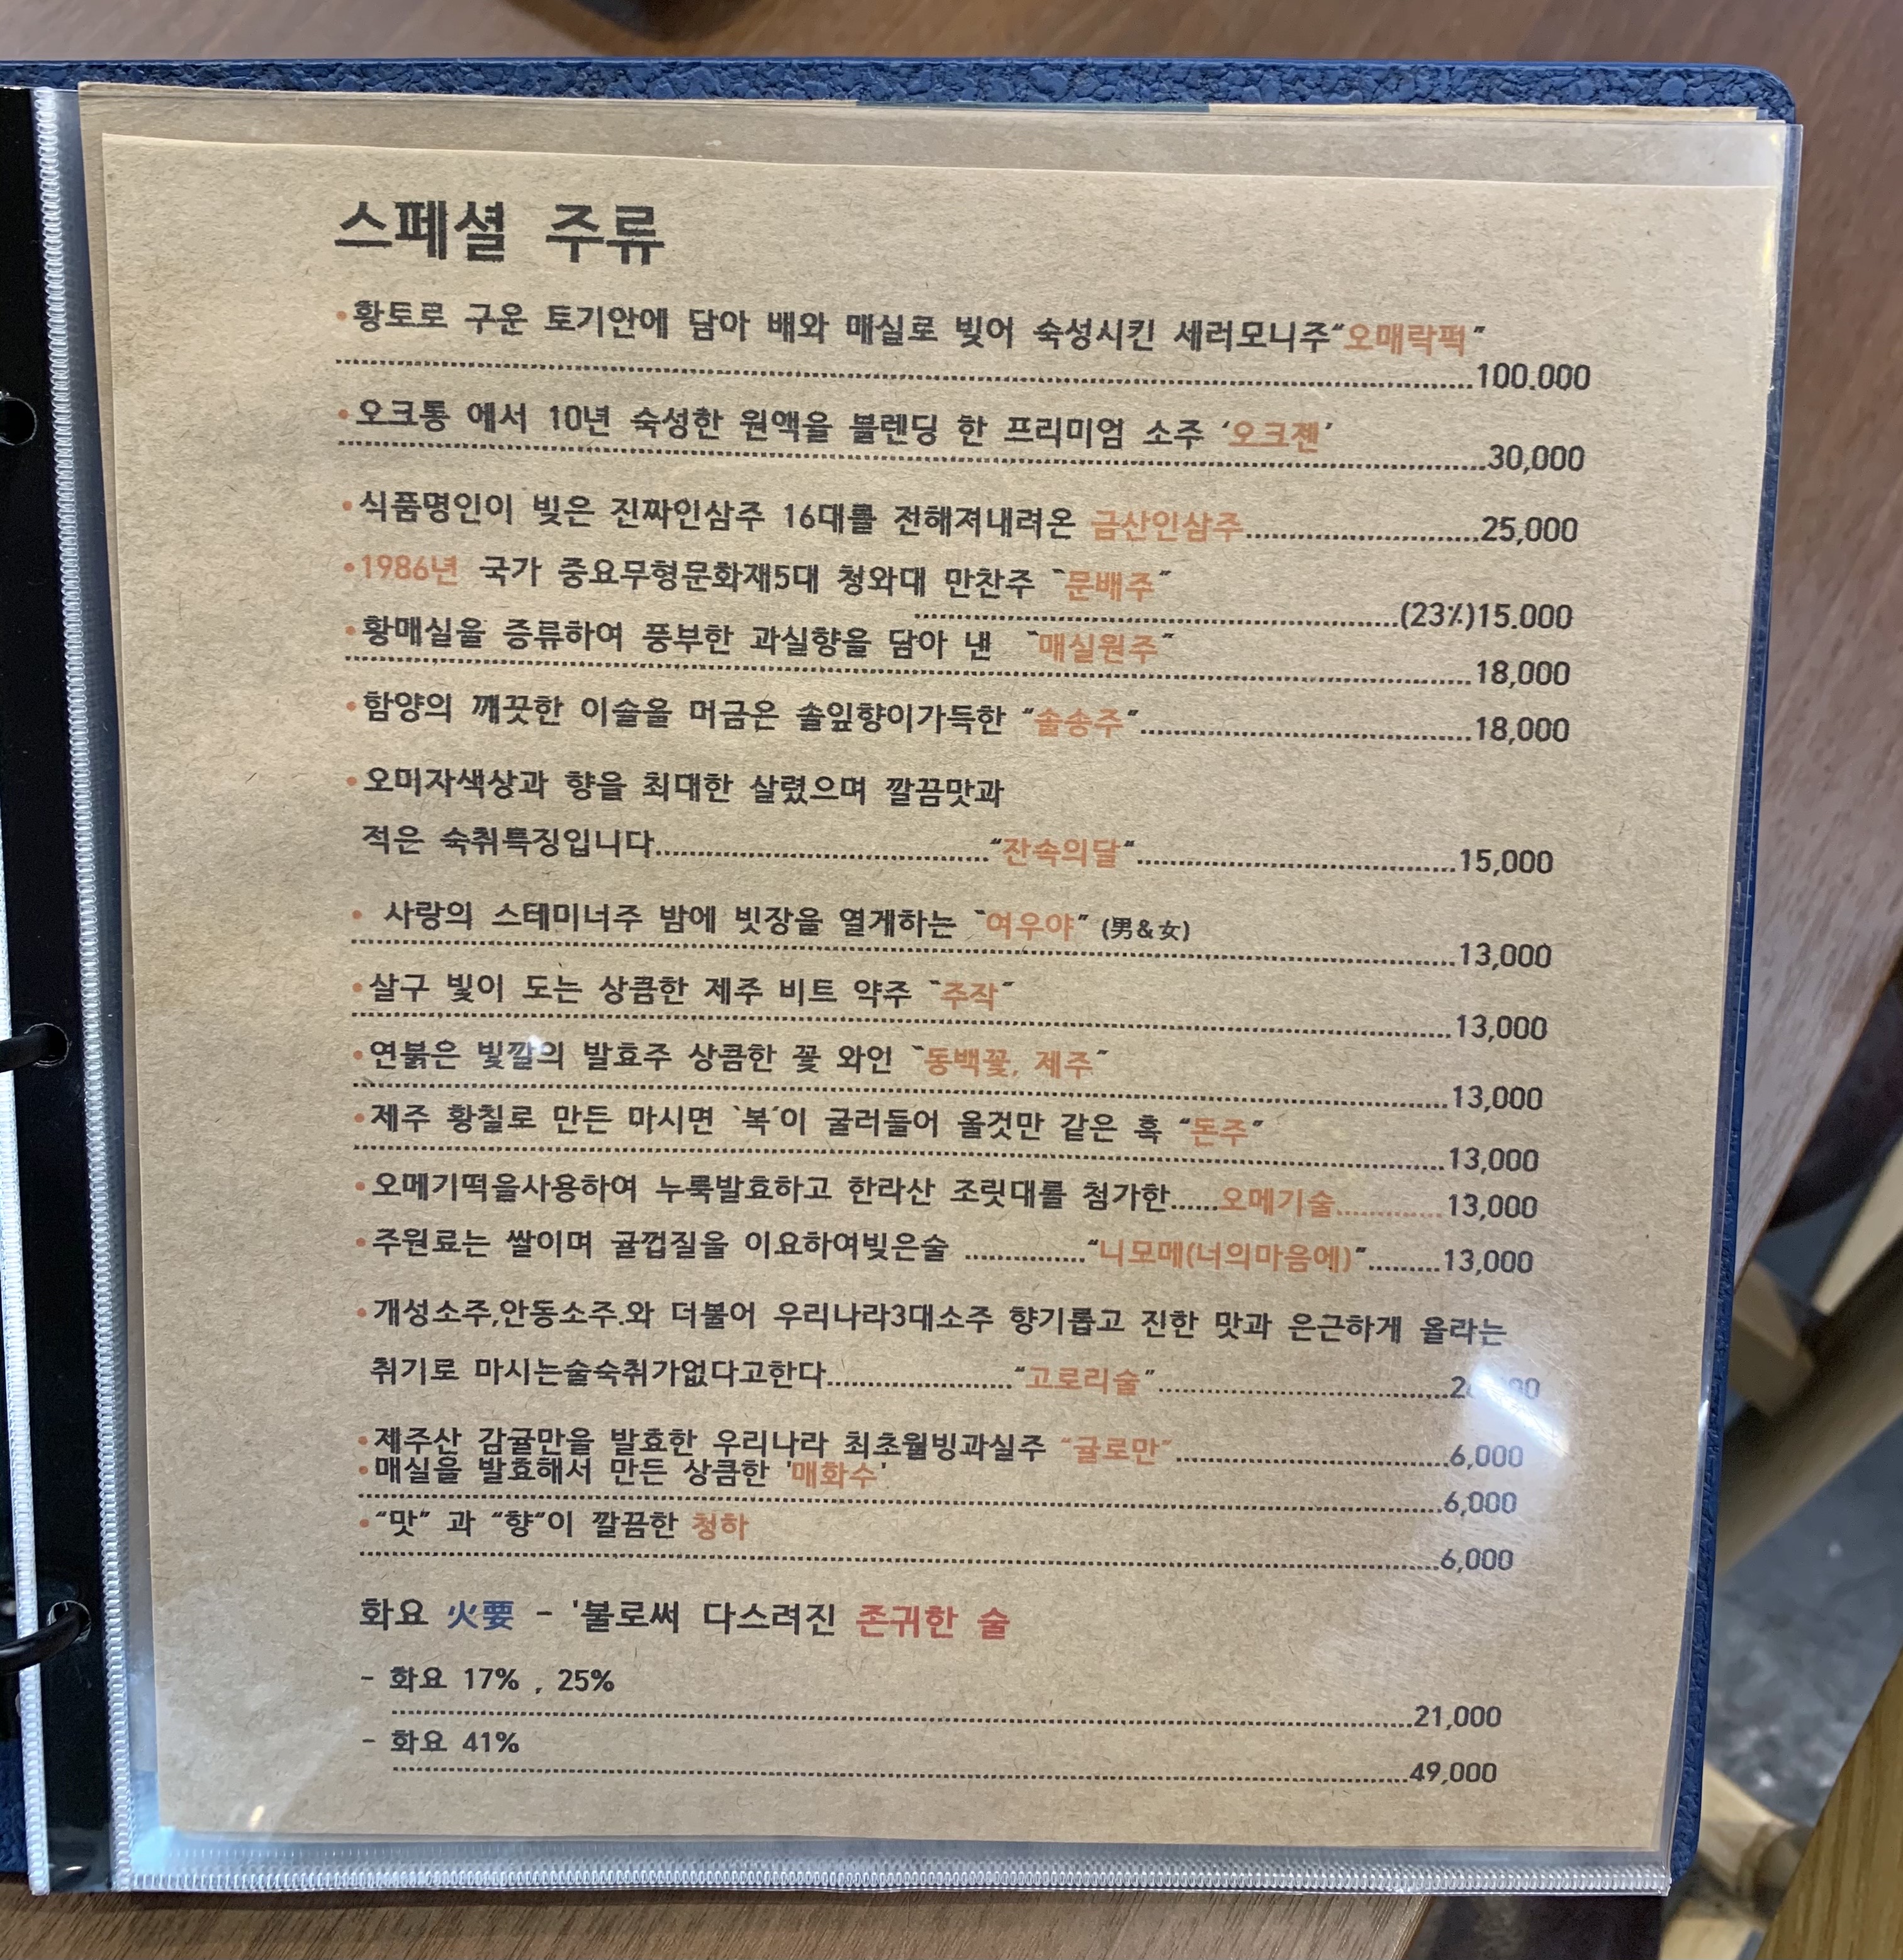 스페셜 주류
•황토로 구운 토기안에 담아 배와 매실로 빚어 숙성시킨 세러모니주“오매락퍽”
100.000
•오크통 에서 10년 숙성한 원액을 블렌딩 한 프리미엄 소주 ‘오크젠’
30,000
•식품명인이 빚은 진짜인삼주 16대를 전해져내려온 금산인삼주 25,000
•1986년 국가 중요무형문화재5대 청와대 만찬주 “문배주”
(23%)15.000
•황매실을 증류하여 풍부한 과실향을 담아 낸 “매실원주”
18,000
•함양의 깨끗한 이슬을 머금은 솔잎향이가득한 “솔송주” 18,000
•오미자색상과 향을 최대한 살렸으며 깔끔맛과
적은 숙취특징입니다 “잔속의달” 15,000
• 사랑의 스테미너주 밤에 빗장을 열게하는 “여우야” (男&女)
13,000
•살구 빛이 도는 상큼한 제주 비트 약주 “주작”
13,000
•연붉은 빛깔의 발효주 상큼한 꽃 와인 “동백꽃, 제주”
13,000
•제주 황칠로 만든 마시면 ‘복’이 굴러들어 올것만 같은 흑 “돈주”
13,000
•오메기떡을사용하여 누룩발효하고 한라산 조릿대를 첨가한......오메기술 13,000
•주원료는 쌀이며 귤껍질을 이요하여빚은술 “니모메(너의마음에)” 13,000
•개성소주,안동소주.와 더불어 우리나라3대소주 향기롭고 진한 맛과 은근하게 올라는
취기로 마시는술숙취가없다고한다 “고로리술”
•제주산 감귤만을 발효한 우리나라 최초월빙과실주 “귤로만” 6,000
•매실을 발효해서 만든 상큼한 '매화수'
6,000
•“맛” 과 “향”이 깔끔한 청하
6,000
화요 火要 - '불로써 다스려진 존귀한 술
- 화요 17% , 25%
21,000
- 화요 41%
49,000